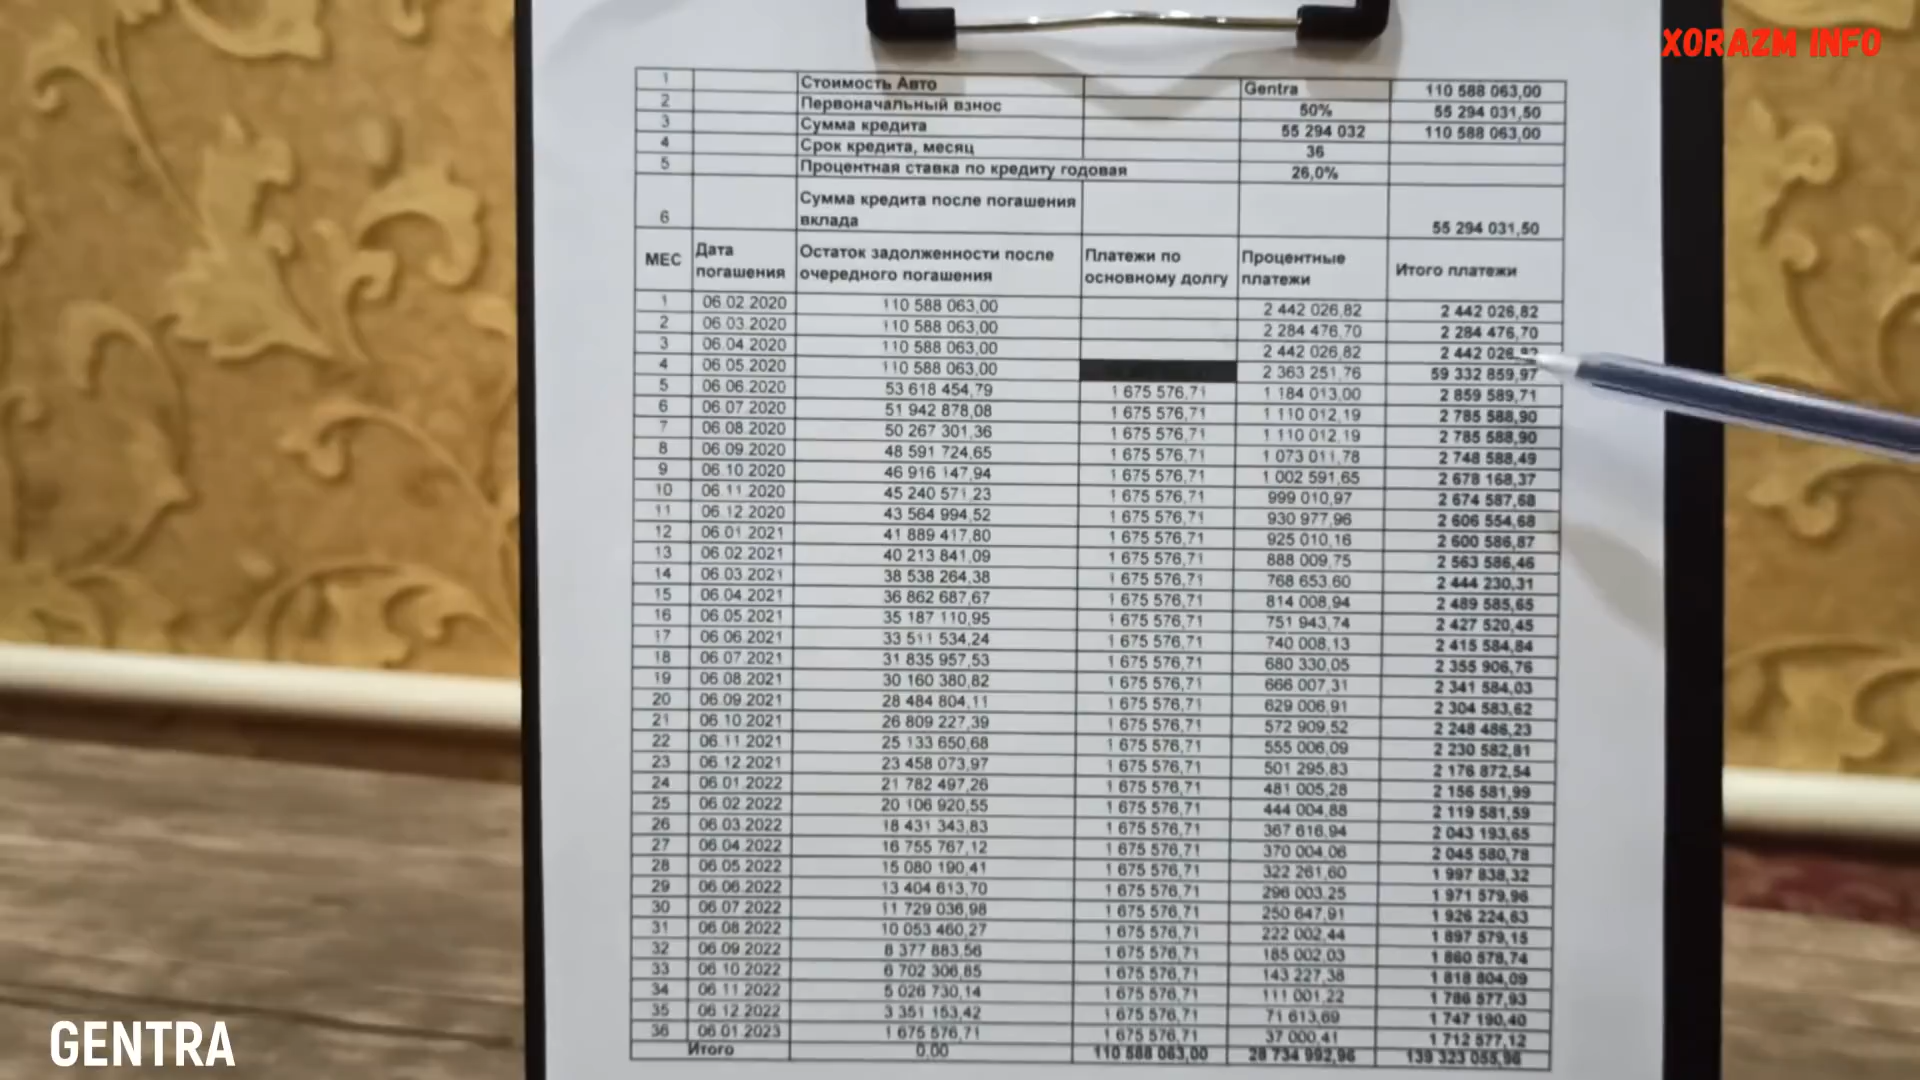 XORAZM INFO
1 Стоимость Авто Gentra 110 588 063,00
2 Первоначальный взнос 50% 55 294 031,50
3 Сумма кредита 55 294 032 110 588 063,00
4 Срок кредита, месяц 36
5 Процентная ставка по кредиту годовая 26,0%
6 Сумма кредита после погашения вклада 55 294 031,50
МЕС Дата погашения Остаток задолженности после очередного погашения Платежи по основному долгу Процентные платежи Итого платежи
1 06.02.2020 110 588 063,00 2 442 026,82 2 442 026,82
2 06.03.2020 110 588 063,00 2 284 476,70 2 284 476,70
3 06.04.2020 110 588 063,00 2 442 026,82 2 442 026,82
4 06.05.2020 110 588 063,00 2 363 251,76 59 332 859,97
5 06.06.2020 53 618 454,79 1 675 576,71 1 184 013,00 2 859 589,71
6 06.07.2020 51 942 878,08 1 675 576,71 1 110 012,19 2 785 588,90
7 06.08.2020 50 267 301,36 1 675 576,71 1 110 012,19 2 785 588,90
8 06.09.2020 48 591 724,65 1 675 576,71 1 073 011,78 2 748 588,49
9 06.10.2020 46 916 147,94 1 675 576,71 1 002 591,65 2 678 168,37
10 06.11.2020 45 240 571,23 1 675 576,71 999 010,97 2 674 587,68
11 06.12.2020 43 564 994,52 1 675 576,71 930 977,96 2 606 554,68
12 06.01.2021 41 889 417,80 1 675 576,71 925 010,16 2 600 586,87
13 06.02.2021 40 213 841,09 1 675 576,71 888 009,75 2 563 586,46
14 06.03.2021 38 538 264,38 1 675 576,71 768 653,60 2 444 230,31
15 06.04.2021 36 862 687,67 1 675 576,71 814 008,94 2 489 585,65
16 06.05.2021 35 187 110,95 1 675 576,71 751 943,74 2 427 520,45
17 06.06.2021 33 511 534,24 1 675 576,71 740 008,13 2 415 584,84
18 06.07.2021 31 835 957,53 1 675 576,71 680 330,05 2 355 906,76
19 06.08.2021 30 160 380,82 1 675 576,71 666 007,31 2 341 584,03
20 06.09.2021 28 484 804,11 1 675 576,71 629 006,91 2 304 583,62
21 06.10.2021 26 809 227,39 1 675 576,71 572 909,52 2 248 486,23
22 06.11.2021 25 133 650,68 1 675 576,71 555 006,09 2 230 582,81
23 06.12.2021 23 458 073,97 1 675 576,71 501 295,83 2 176 872,54
24 06.01.2022 21 782 497,26 1 675 576,71 481 005,28 2 156 581,99
25 06.02.2022 20 106 920,55 1 675 576,71 444 004,88 2 119 581,59
26 06.03.2022 18 431 343,83 1 675 576,71 367 616,94 2 043 193,65
27 06.04.2022 16 755 767,12 1 675 576,71 370 004,06 2 045 580,78
28 06.05.2022 15 080 190,41 1 675 576,71 322 261,60 1 997 838,32
29 06.06.2022 13 404 613,70 1 675 576,71 296 003,25 1 971 579,96
30 06.07.2022 11 729 036,98 1 675 576,71 250 647,91 1 926 224,63
31 06.08.2022 10 053 460,27 1 675 576,71 222 002,44 1 897 579,15
32 06.09.2022 8 377 883,56 1 675 576,71 185 002,03 1 860 578,74
33 06.10.2022 6 702 306,85 1 675 576,71 143 227,38 1 818 804,09
34 06.11.2022 5 026 730,14 1 675 576,71 111 001,22 1 786 577,93
35 06.12.2022 3 351 153,42 1 675 576,71 71 613,69 1 747 190,40
36 06.01.2023 1 675 576,71 1 675 576,71 37 000,41 1 712 577,12
Итого 0,00 110 588 063,00 28 734 992,96 139 323 055,96
GENTRA